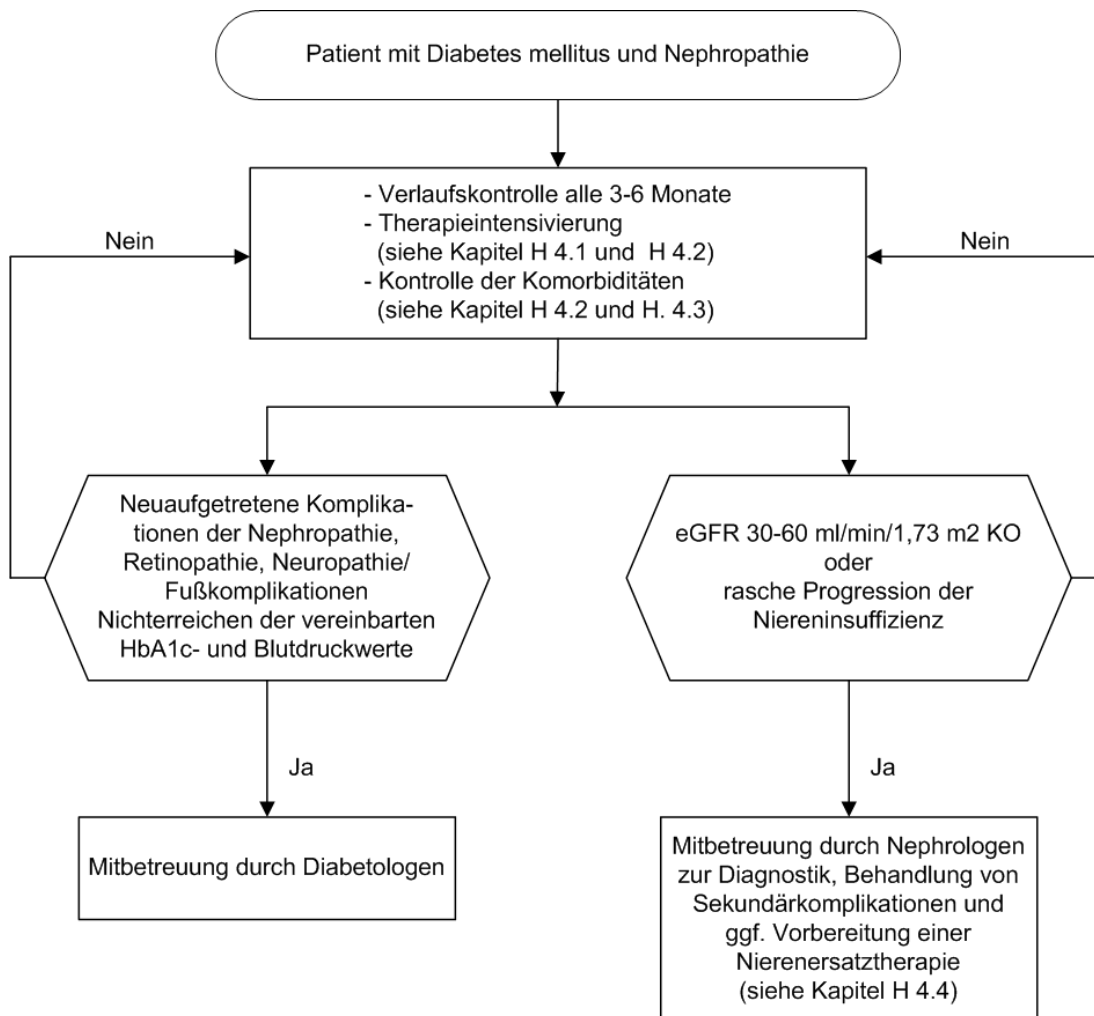 Patient mit Diabetes mellitus und Nephropathie
- Verlaufskontrolle alle 3-6 Monate
- Therapieintensivierung
(siehe Kapitel H 4.1 und H 4.2)
- Kontrolle der Komorbiditäten
(siehe Kapitel H 4.2 und H. 4.3)
Nein
Nein
Neuaufgetretene Komplika-
tionen der Nephropathie,
Retinopathie, Neuropathie/
Fußkomplikationen
Nichterreichen der vereinbarten
HbA1c- und Blutdruckwerte
eGFR 30-60 ml/min/1,73 m2 KO
oder
rasche Progression der
Niereninsuffizienz
Ja
Ja
Mitbetreuung durch Diabetologen
Mitbetreuung durch Nephrologen
zur Diagnostik, Behandlung von
Sekundärkomplikationen und
ggf. Vorbereitung einer
Nierenersatztherapie
(siehe Kapitel H 4.4)